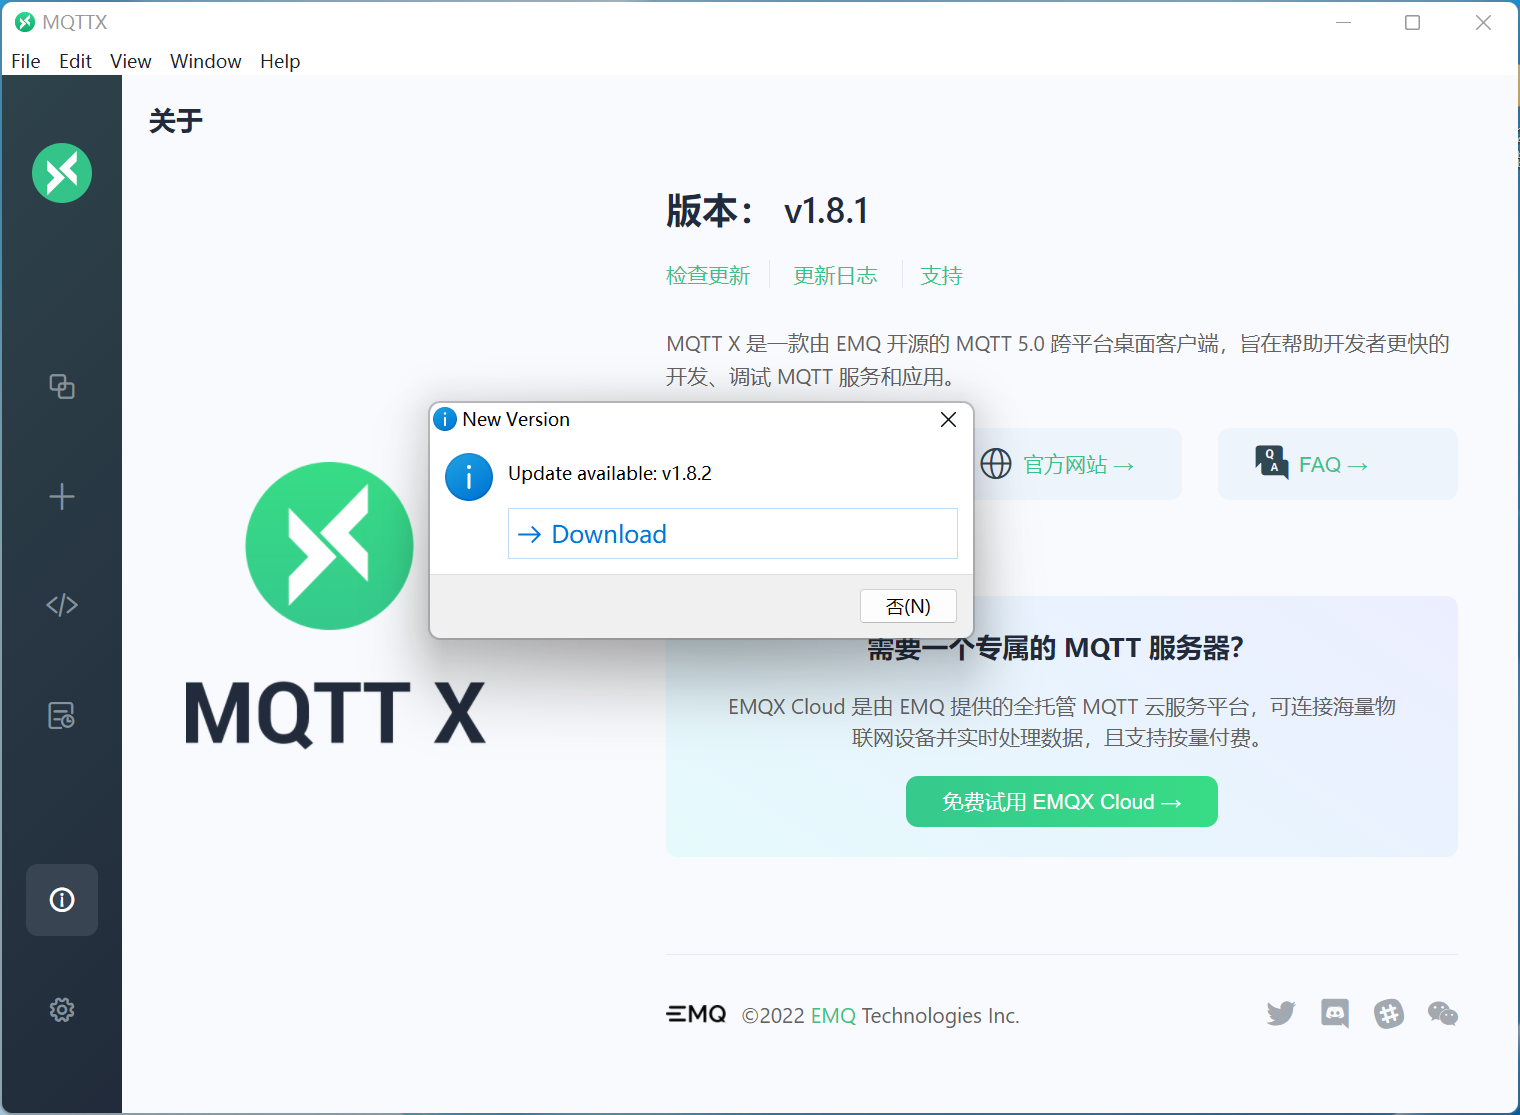 MQTTX
File Edit View Window Help
关于
版本： v1.8.1
检查更新 更新日志 支持
MQTT X 是一款由 EMQ 开源的 MQTT 5.0 跨平台桌面客户端，旨在帮助开发者更快的
开发、调试 MQTT 服务和应用。
New Version
Update available: v1.8.2
→ Download
否(N)
官方网站 →
Q A FAQ →
MQTT X
需要一个专属的 MQTT 服务器？
EMQX Cloud 是由 EMQ 提供的全托管 MQTT 云服务平台，可连接海量物
联网设备并实时处理数据，且支持按量付费。
免费试用 EMQX Cloud →
EMQ ©2022 EMQ Technologies Inc.